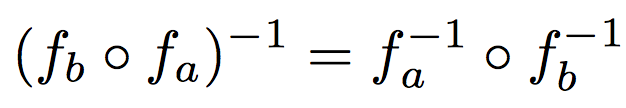 (f_b ∘ f_a)^{-1} = f_a^{-1} ∘ f_b^{-1}